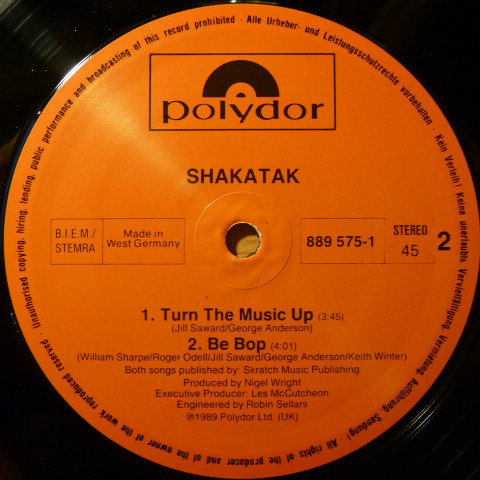 · Unauthorised copying, hiring, lending, public performance and broadcasting of this record prohibited · Alle Urheber- und Leistungsschutzrechte vorbehalten · Kein Verleih! Keine unerlaubte Vervielfältigung, Vermietung, Aufführung, Sendung! · All rights of the producer and of the owner of the work reproduced reserved
polydor
SHAKATAK
B.I.E.M./
STEMRA
Made in
West Germany
889 575-1
STEREO
45
2
1. Turn The Music Up (3:45)
(Jill Saward/George Anderson)
2. Be Bop (4:01)
(William Sharpe/Roger Odell/Jill Saward/George Anderson/Keith Winter)
Both songs published by: Skratch Music Publishing
Produced by Nigel Wright
Executive Producer: Les McCutcheon
Engineered by Robin Sellars
℗1989 Polydor Ltd. (UK)